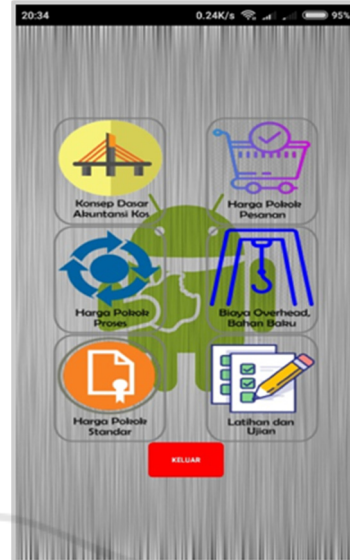 20:34 0.24K/s 95%
Konsep Dasar
Akuntansi Kos
Harga Pokok
Pesanan
Harga Pokok
Proses
Biaya Overhead,
Bahan Baku
Harga Pokok
Standar
Latihan dan
Ujian
KELUAR